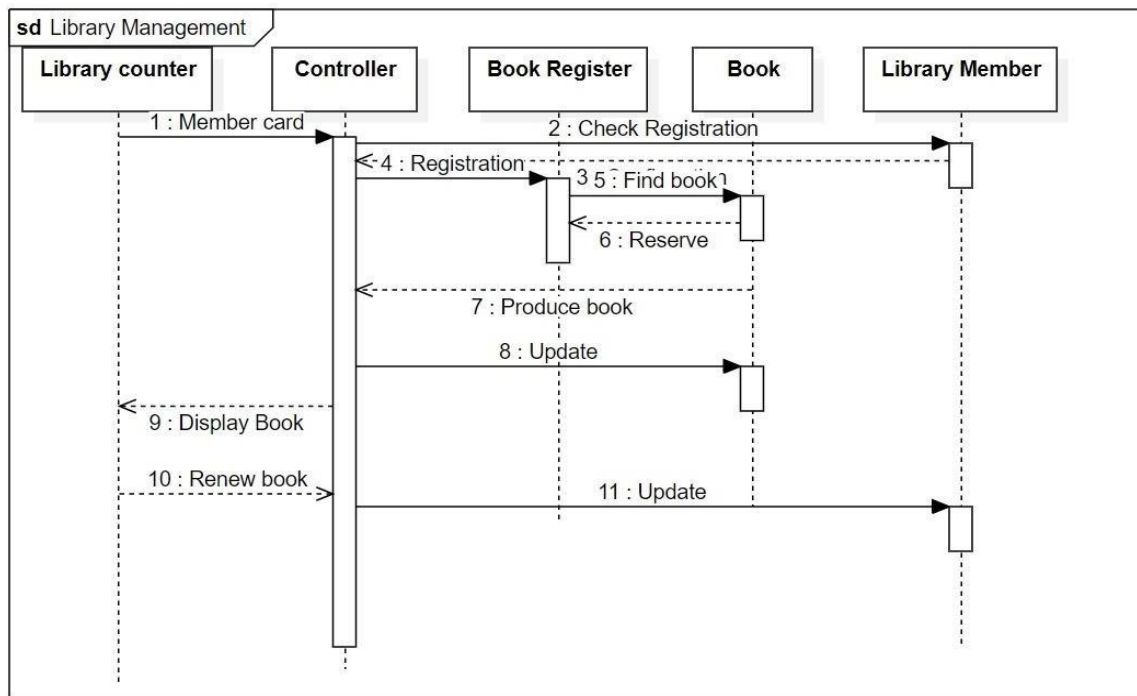 sd Library Management
Library counter
Controller
Book Register
Book
Library Member
1 : Member card
2 : Check Registration
3
4 : Registration
5 : Find book
6 : Reserve
7 : Produce book
8 : Update
9 : Display Book
10 : Renew book
11 : Update